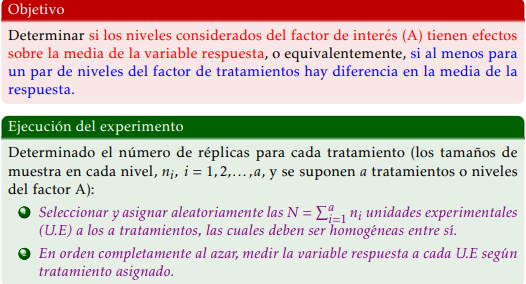 Objetivo
Determinar si los niveles considerados del factor de interés (A) tienen efectos
sobre la media de la variable respuesta, o equivalentemente, si al menos para
un par de niveles del factor de tratamientos hay diferencia en la media de la
respuesta.
Ejecución del experimento
Determinado el número de réplicas para cada tratamiento (los tamaños de
muestra en cada nivel, nᵢ, i = 1,2,...,a, y se suponen a tratamientos o niveles
del factor A):
1 Seleccionar y asignar aleatoriamente las N = ∑ᵃᵢ₌₁ nᵢ unidades experimentales
(U.E) a los a tratamientos, las cuales deben ser homogéneas entre sí.
2 En orden completamente al azar, medir la variable respuesta a cada U.E según
tratamiento asignado.